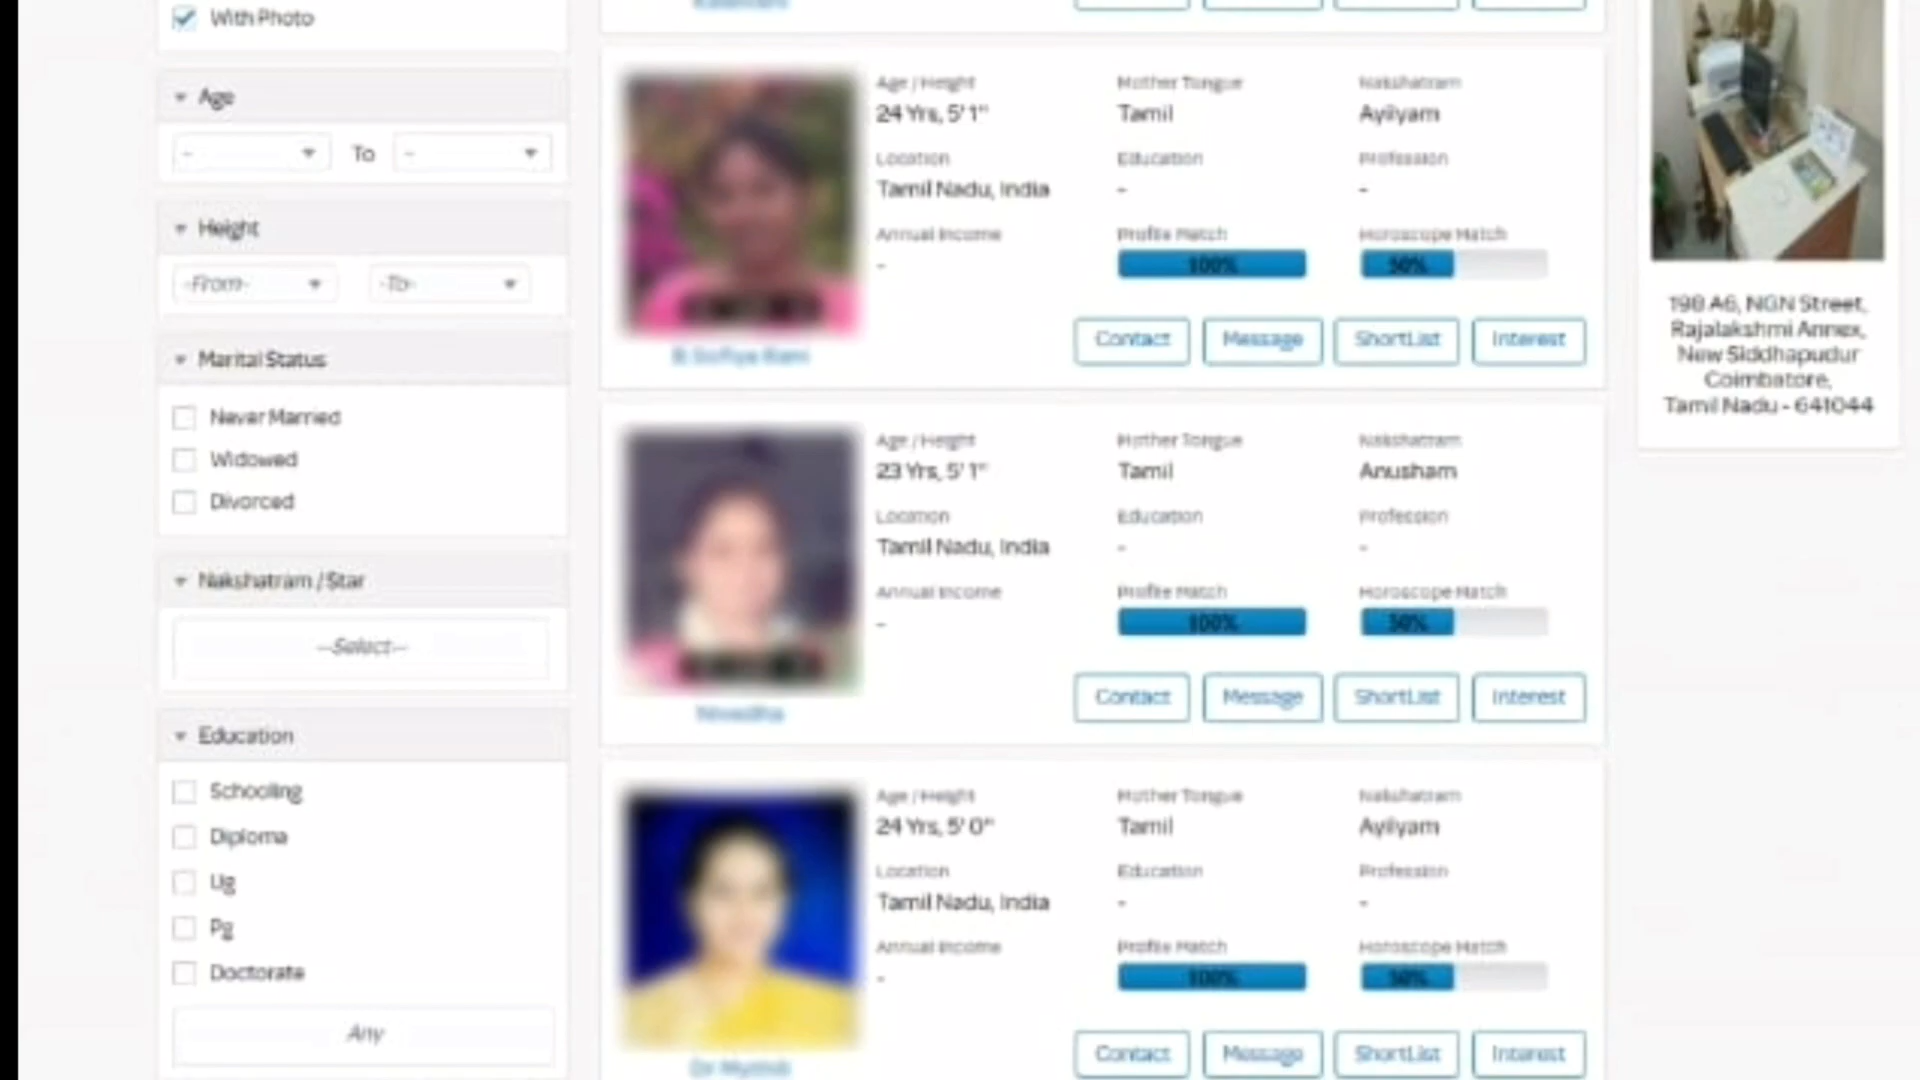 With Photo
Age
- To -
Height
-From- -To-
Marital Status
Never Married
Widowed
Divorced
Nakshatram / Star
--Select--
Education
Schooling
Diploma
Ug
Pg
Doctorate
Any
Age / Height Mother Tongue Nakshatram
24 Yrs, 5' 1" Tamil Ayilyam
Location Education Profession
Tamil Nadu, India - -
Annual Income Profile Match Horoscope Match
- 100% 50%
Contact Message ShortList Interest
Age / Height Mother Tongue Nakshatram
23 Yrs, 5' 1" Tamil Anusham
Location Education Profession
Tamil Nadu, India - -
Annual Income Profile Match Horoscope Match
- 100% 50%
Contact Message ShortList Interest
Age / Height Mother Tongue Nakshatram
24 Yrs, 5' 0" Tamil Ayilyam
Location Education Profession
Tamil Nadu, India - -
Annual Income Profile Match Horoscope Match
- 100% 50%
Contact Message ShortList Interest
198 A6, NGN Street,
Rajalakshmi Annex,
New Siddhapudur
Coimbatore,
Tamil Nadu - 641044